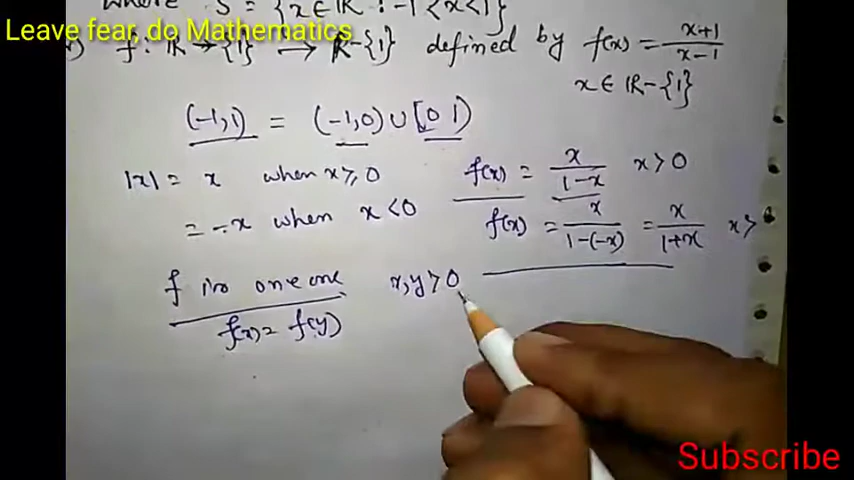 where S = {x ∈ ℝ : -1 < x < 1}
Leave fear, do Mathematics
f : ℝ - {1} → ℝ - {1} defined by f(x) = x+1/x-1
x ∈ ℝ - {1}
(-1, 1) = (-1, 0) ∪ [0 1)
|x| = x when x ≥ 0 f(x) = x/1-x x > 0
= -x when x < 0 f(x) = x/1-(-x) = x/1+x x >
f is one one x, y > 0
f(x) = f(y)
Subscribe